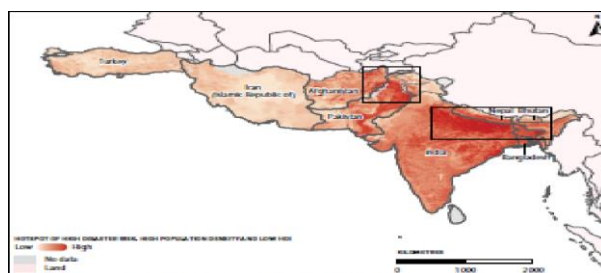 Turkey
Iran
(Islamic Republic of)
Afghanistan
Pakistan
Nepal Bhutan
India
Bangladesh
HOTSPOT OF HIGH DISASTER RISK, HIGH POPULATION DENSITY AND LOW HDI
Low High
No data
Land
KILOMETRES
0 1000 2000